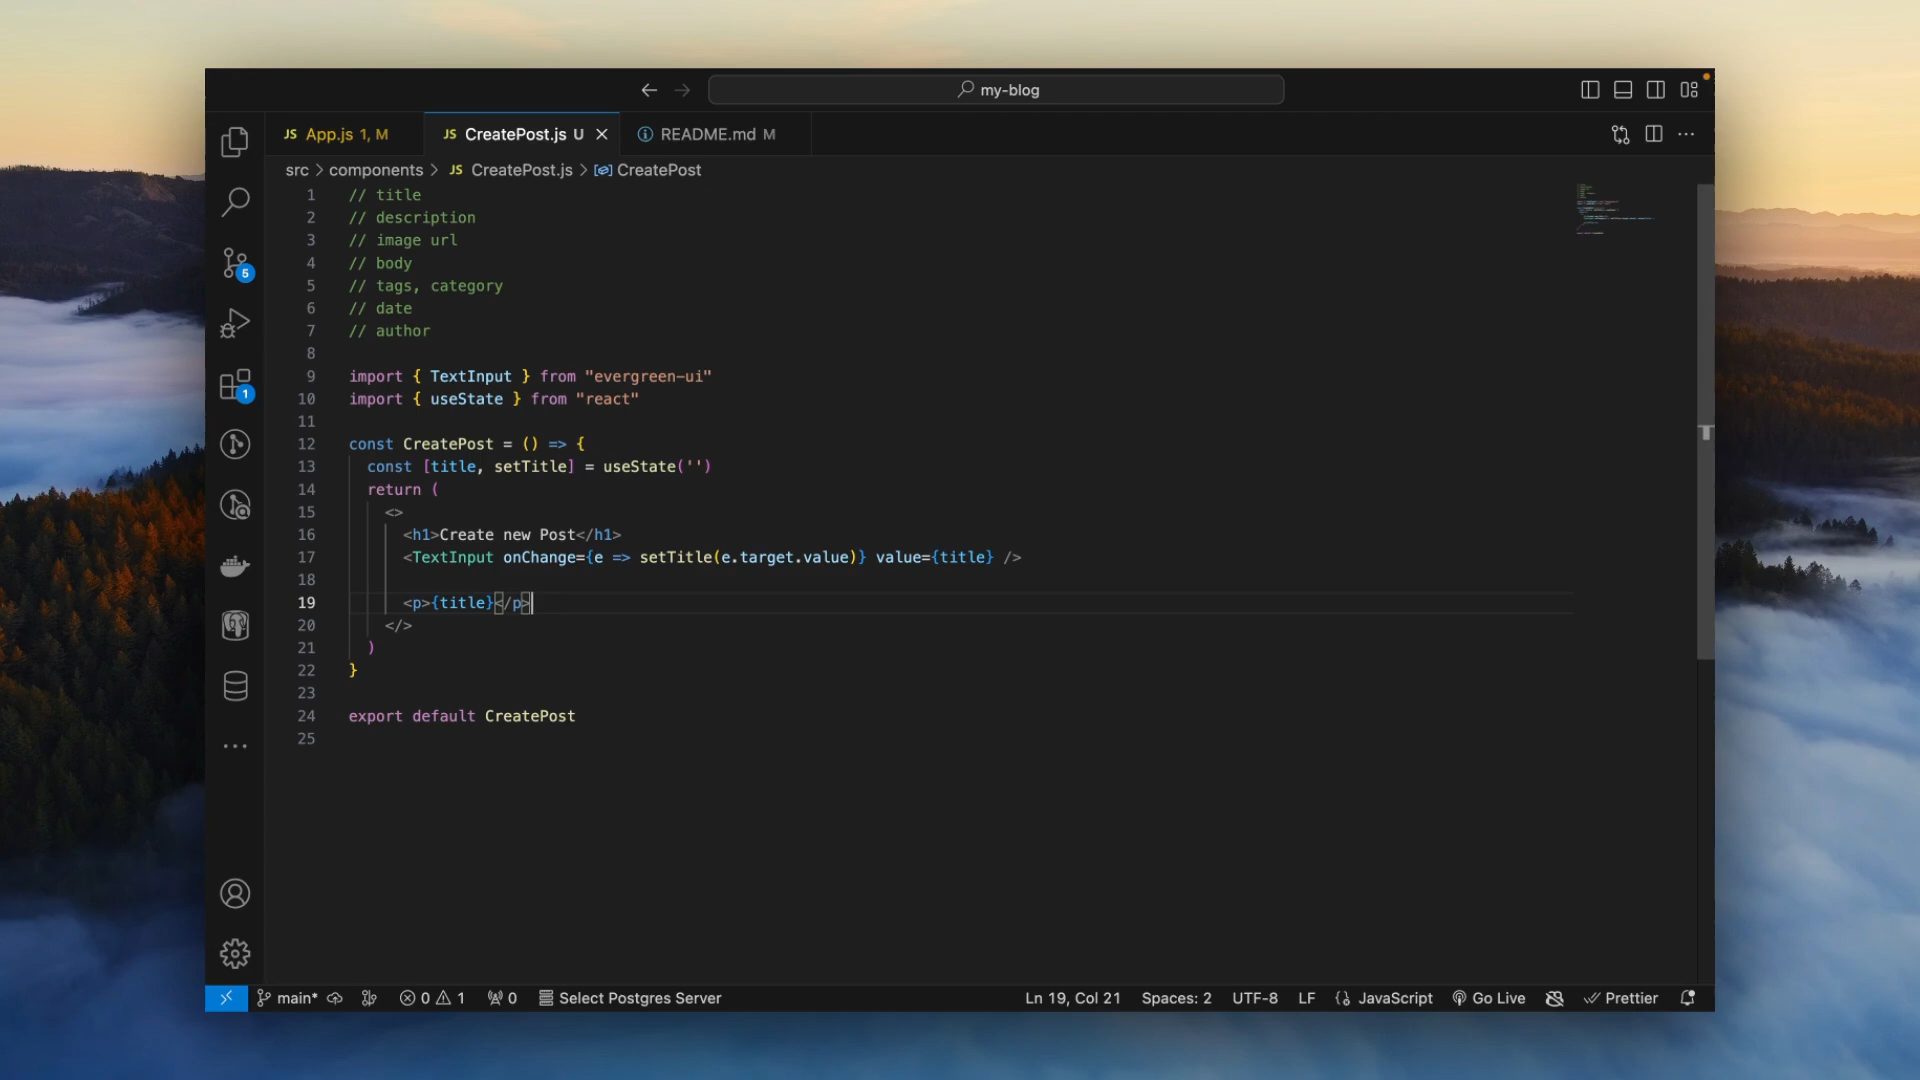 my-blog
JS App.js 1, M
JS CreatePost.js U
README.md M
src > components > JS CreatePost.js > CreatePost
1 // title
2 // description
3 // image url
4 // body
5 // tags, category
6 // date
7 // author
8
9 import { TextInput } from "evergreen-ui"
10 import { useState } from "react"
11
12 const CreatePost = () => {
13 const [title, setTitle] = useState('')
14 return (
15 <>
16 <h1>Create new Post</h1>
17 <TextInput onChange={e => setTitle(e.target.value)} value={title} />
18
19 <p>{title}</p>
20 </>
21 )
22 }
23
24 export default CreatePost
25
5
1
main* 0 1 0 Select Postgres Server Ln 19, Col 21 Spaces: 2 UTF-8 LF {} JavaScript Go Live Prettier